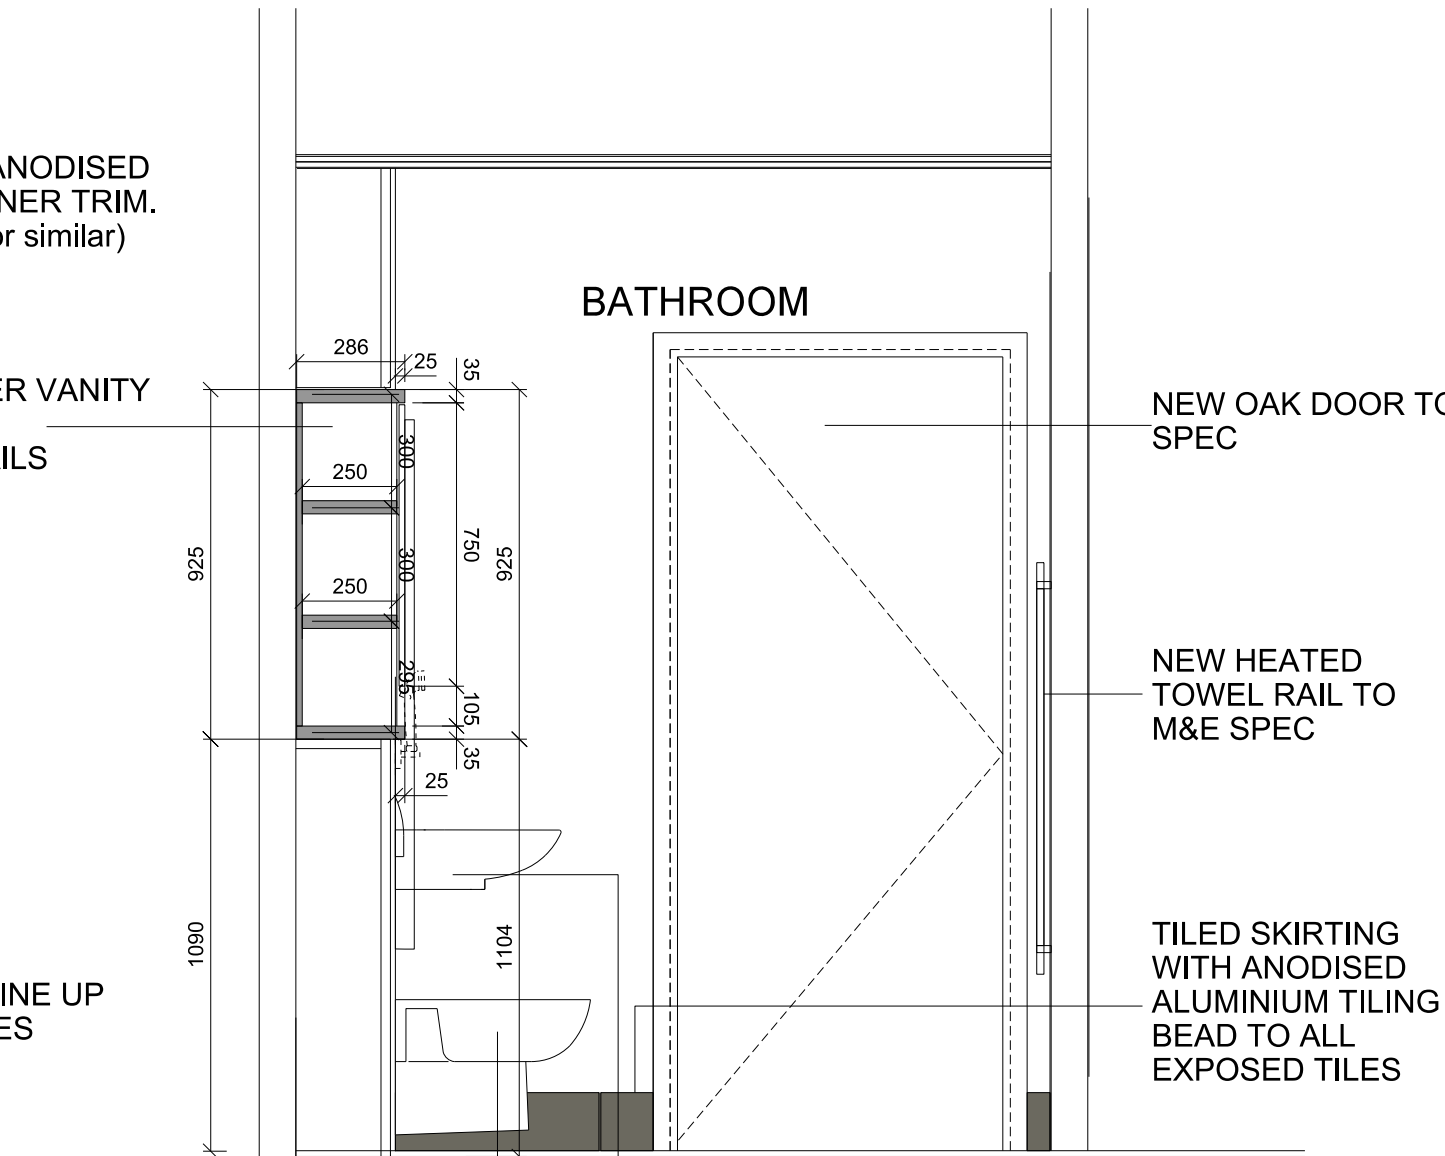 ANODISED
NER TRIM.
or similar)
BATHROOM
286
25
35
ER VANITY
AILS
NEW OAK DOOR TO
SPEC
300
250
925
750
925
300
250
NEW HEATED
TOWEL RAIL TO
M&E SPEC
295
105
35
25
1090
1104
TILED SKIRTING
WITH ANODISED
ALUMINIUM TILING
BEAD TO ALL
EXPOSED TILES
INE UP
ES